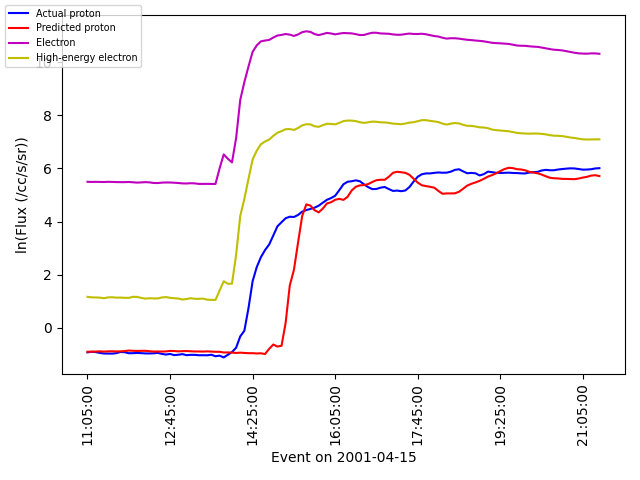 Actual proton
Predicted proton
Electron
High-energy electron
10
8
6
4
2
0
ln(Flux (/cc/s/sr))
11:05:00
12:45:00
14:25:00
16:05:00
17:45:00
19:25:00
21:05:00
Event on 2001-04-15